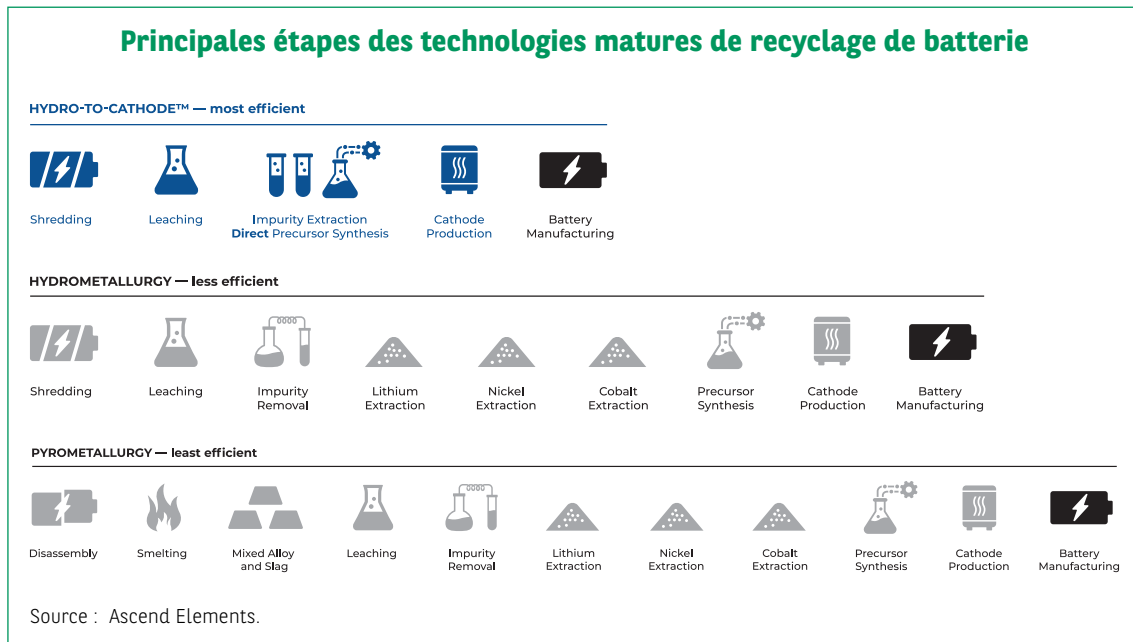 Principales étapes des technologies matures de recyclage de batterie
HYDRO-TO-CATHODE™ — most efficient
Shredding
Leaching
Impurity Extraction
Direct Precursor Synthesis
Cathode
Production
Battery
Manufacturing
HYDROMETALLURGY — less efficient
Shredding
Leaching
Impurity
Removal
Lithium
Extraction
Nickel
Extraction
Cobalt
Extraction
Precursor
Synthesis
Cathode
Production
Battery
Manufacturing
PYROMETALLURGY — least efficient
Disassembly
Smelting
Mixed Alloy
and Slag
Leaching
Impurity
Removal
Lithium
Extraction
Nickel
Extraction
Cobalt
Extraction
Precursor
Synthesis
Cathode
Production
Battery
Manufacturing
Source : Ascend Elements.